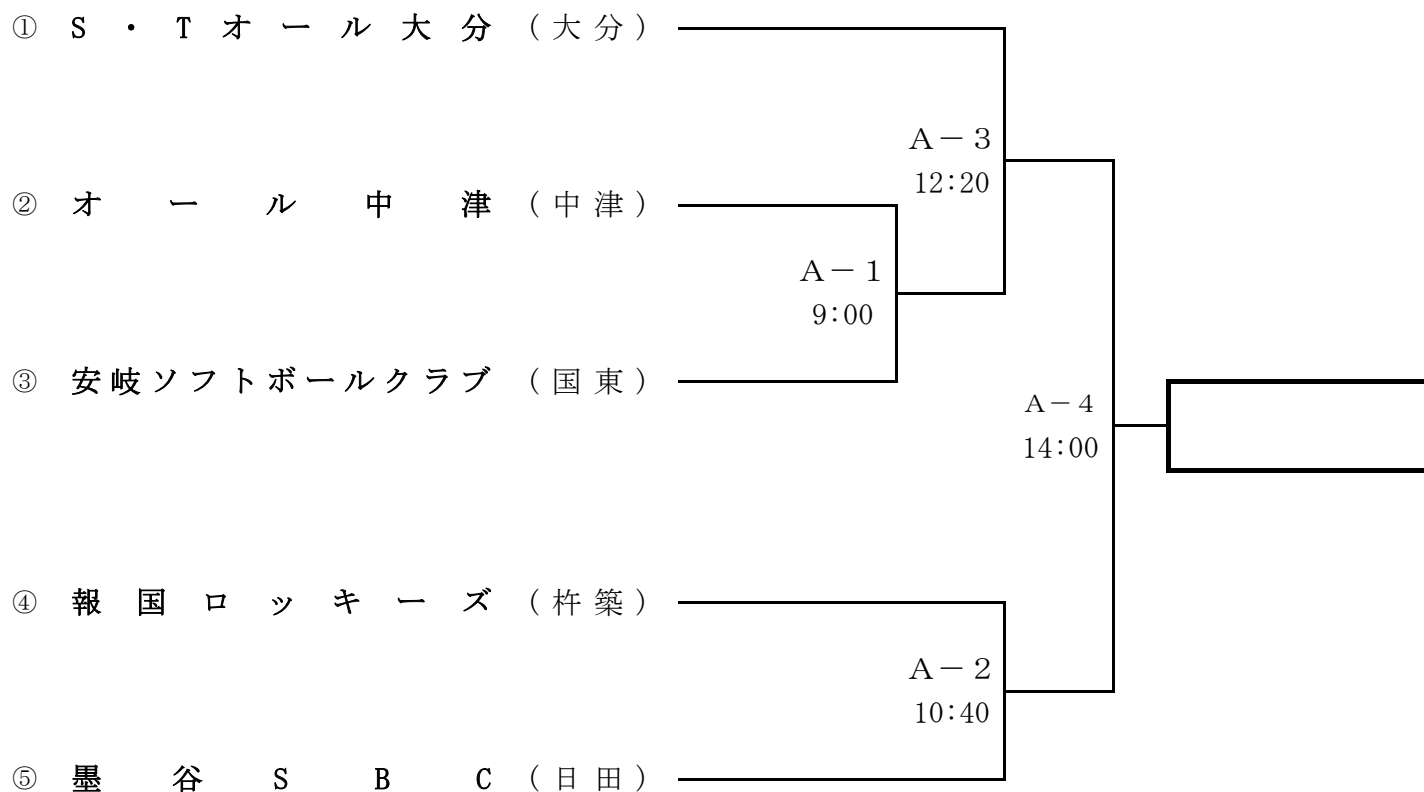 ① S・Tオール大分 (大分)
A－3
12:20
② オール中津 (中津)
A－1
9:00
③ 安岐ソフトボールクラブ (国東)
A－4
14:00
④ 報国ロッキーズ (杵築)
A－2
10:40
⑤ 墨谷SBC (日田)